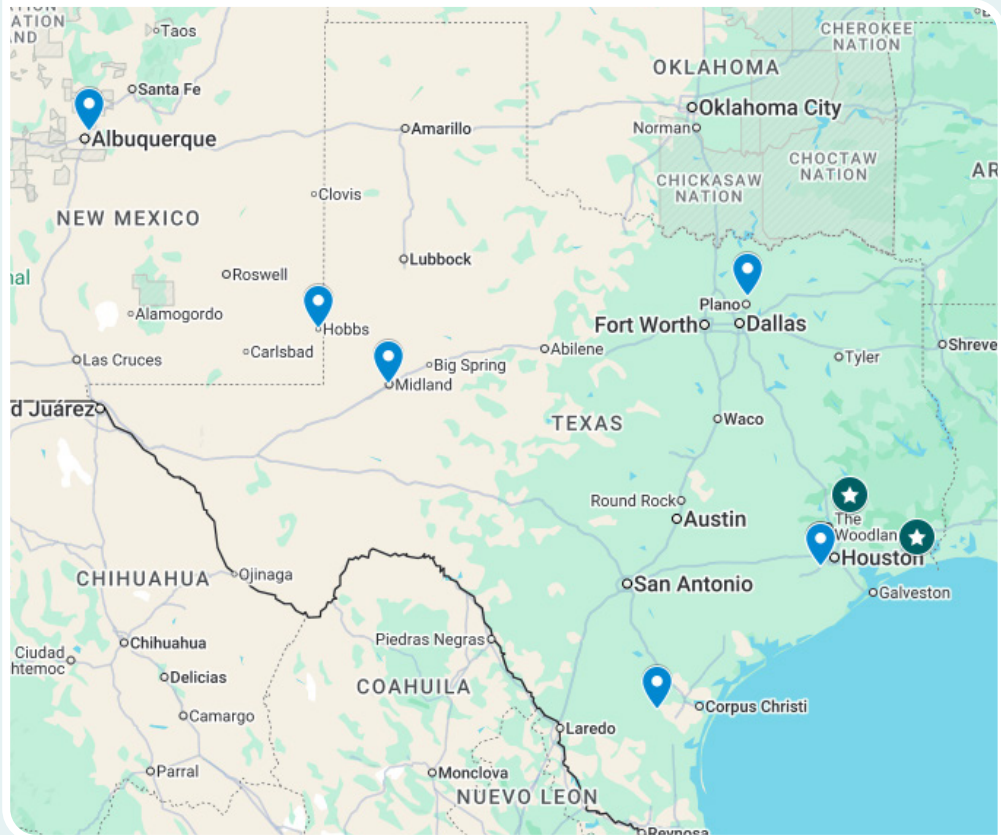 ATION
AND
Taos
CHEROKEE
NATION
OKLAHOMA
Santa Fe
Oklahoma City
Albuquerque
Amarillo
Norman
CHOCTAW
NATION
AR
CHICKASAW
NATION
Clovis
NEW MEXICO
Lubbock
Roswell
nal
Plano
Alamogordo
Hobbs
Fort Worth
Dallas
Carlsbad
Abilene
Las Cruces
Big Spring
Tyler
Shreve
Midland
d Juárez
TEXAS
Waco
Round Rock
Austin
The
Woodlan
Houston
CHIHUAHUA
Ojinaga
San Antonio
Galveston
Piedras Negras
Chihuahua
Ciudad
htemoc
Delicias
COAHUILA
Corpus Christi
Camargo
Laredo
Parral
Monclova
NUEVO LEON
Reynosa